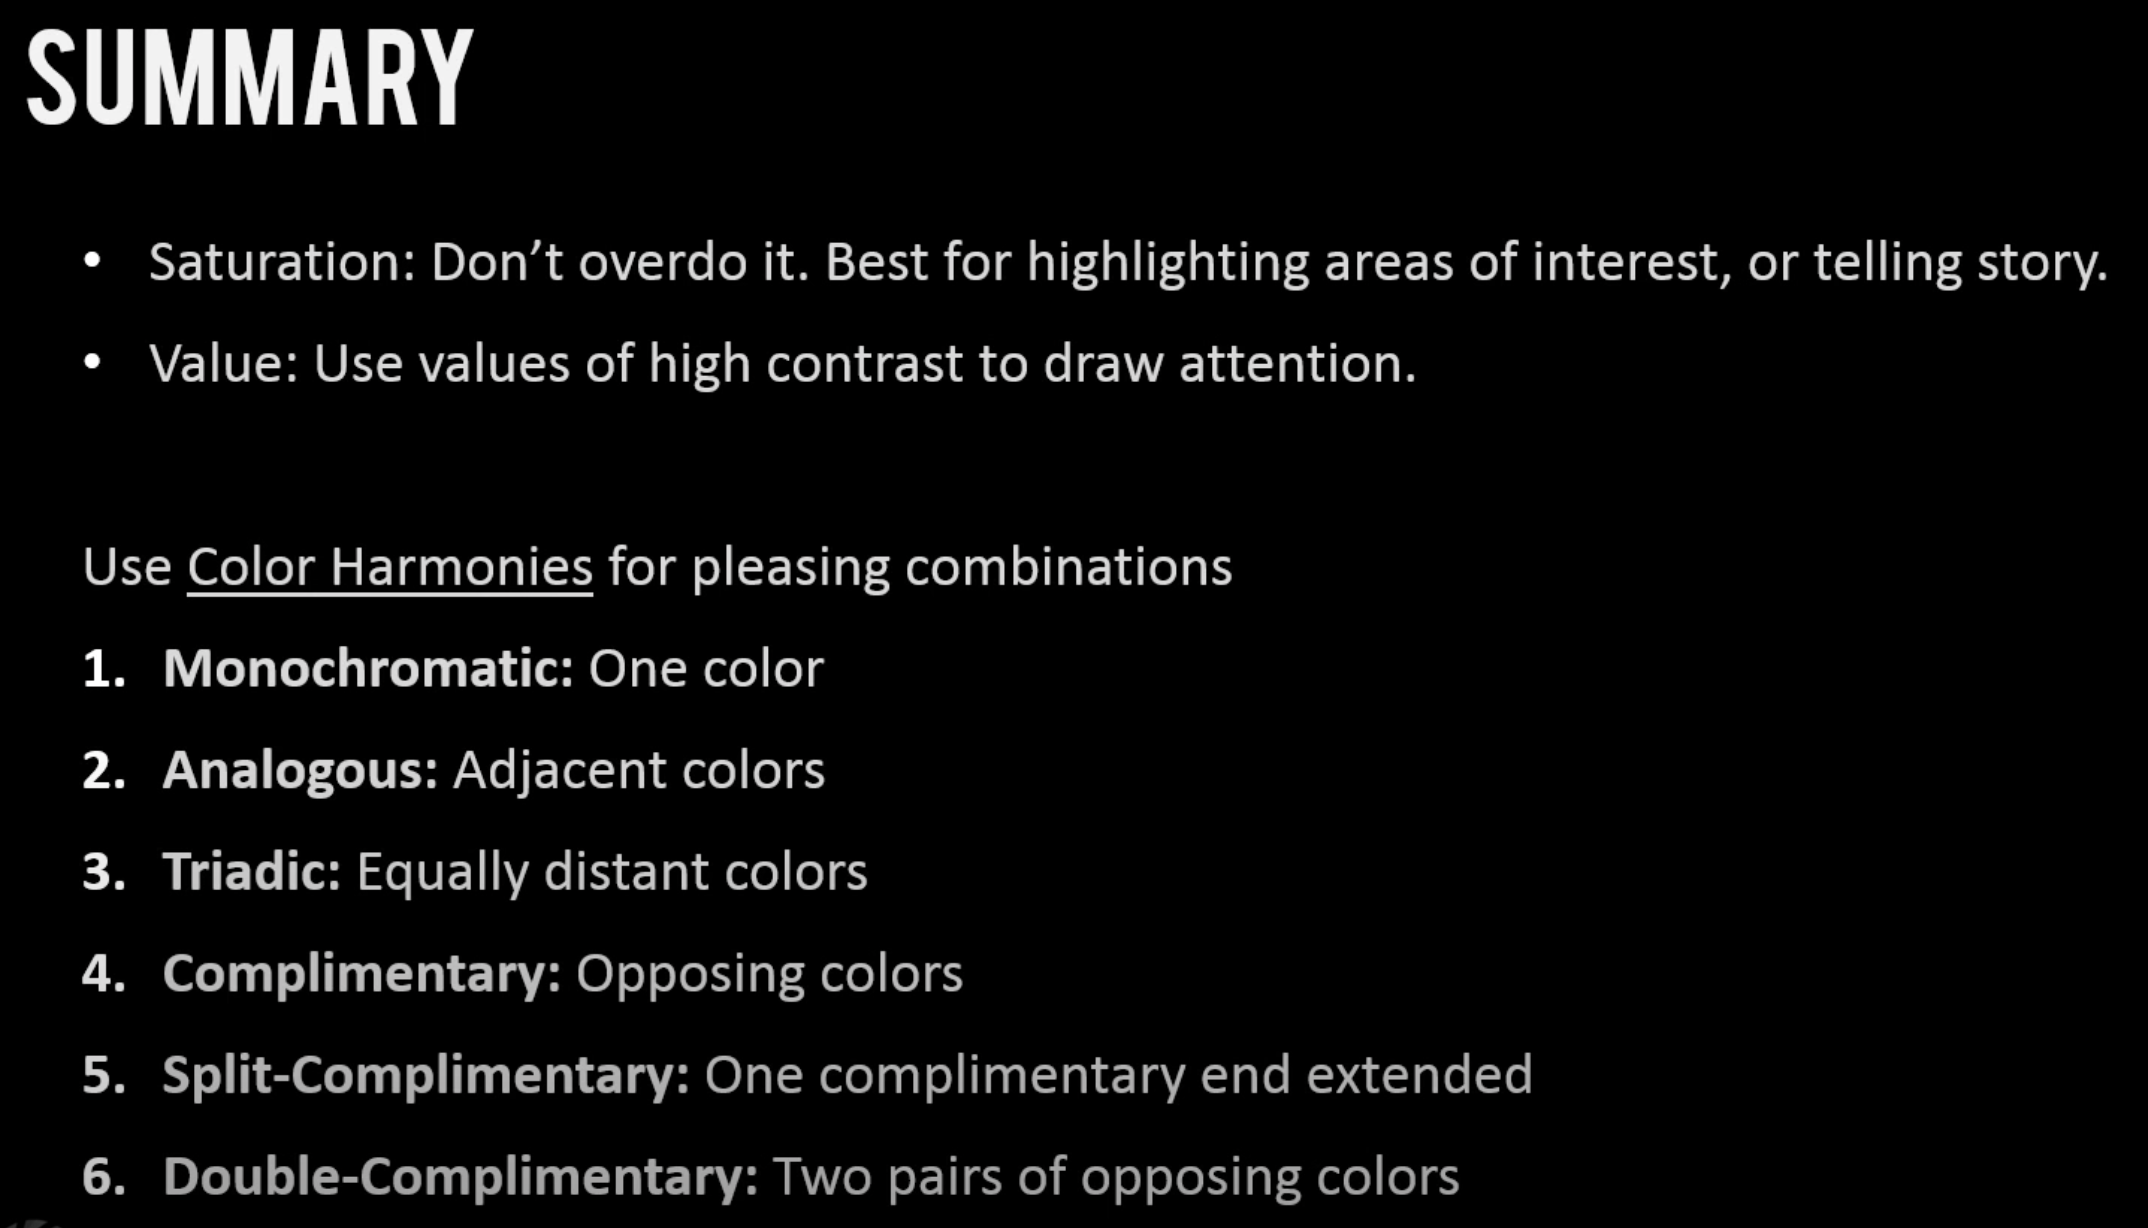 SUMMARY
• Saturation: Don’t overdo it. Best for highlighting areas of interest, or telling story.
• Value: Use values of high contrast to draw attention.
Use Color Harmonies for pleasing combinations
1. Monochromatic: One color
2. Analogous: Adjacent colors
3. Triadic: Equally distant colors
4. Complimentary: Opposing colors
5. Split-Complimentary: One complimentary end extended
6. Double-Complimentary: Two pairs of opposing colors